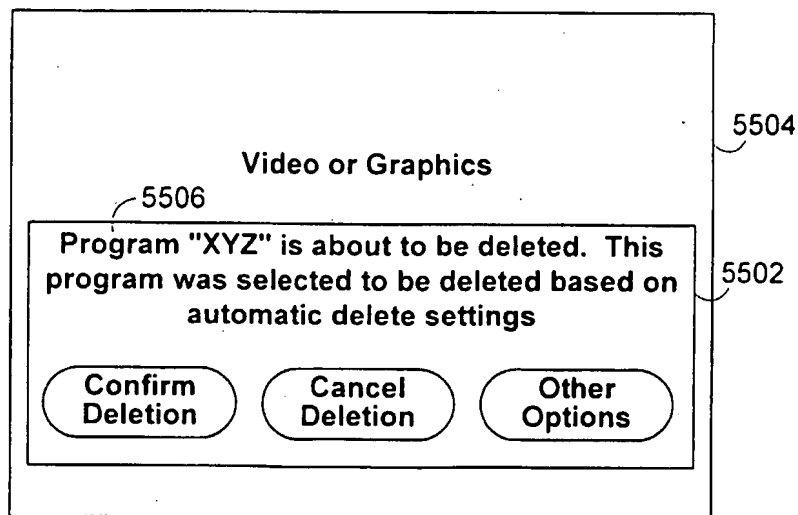 5504
Video or Graphics
5506
Program "XYZ" is about to be deleted. This
program was selected to be deleted based on
automatic delete settings
5502
Confirm
Deletion
Cancel
Deletion
Other
Options